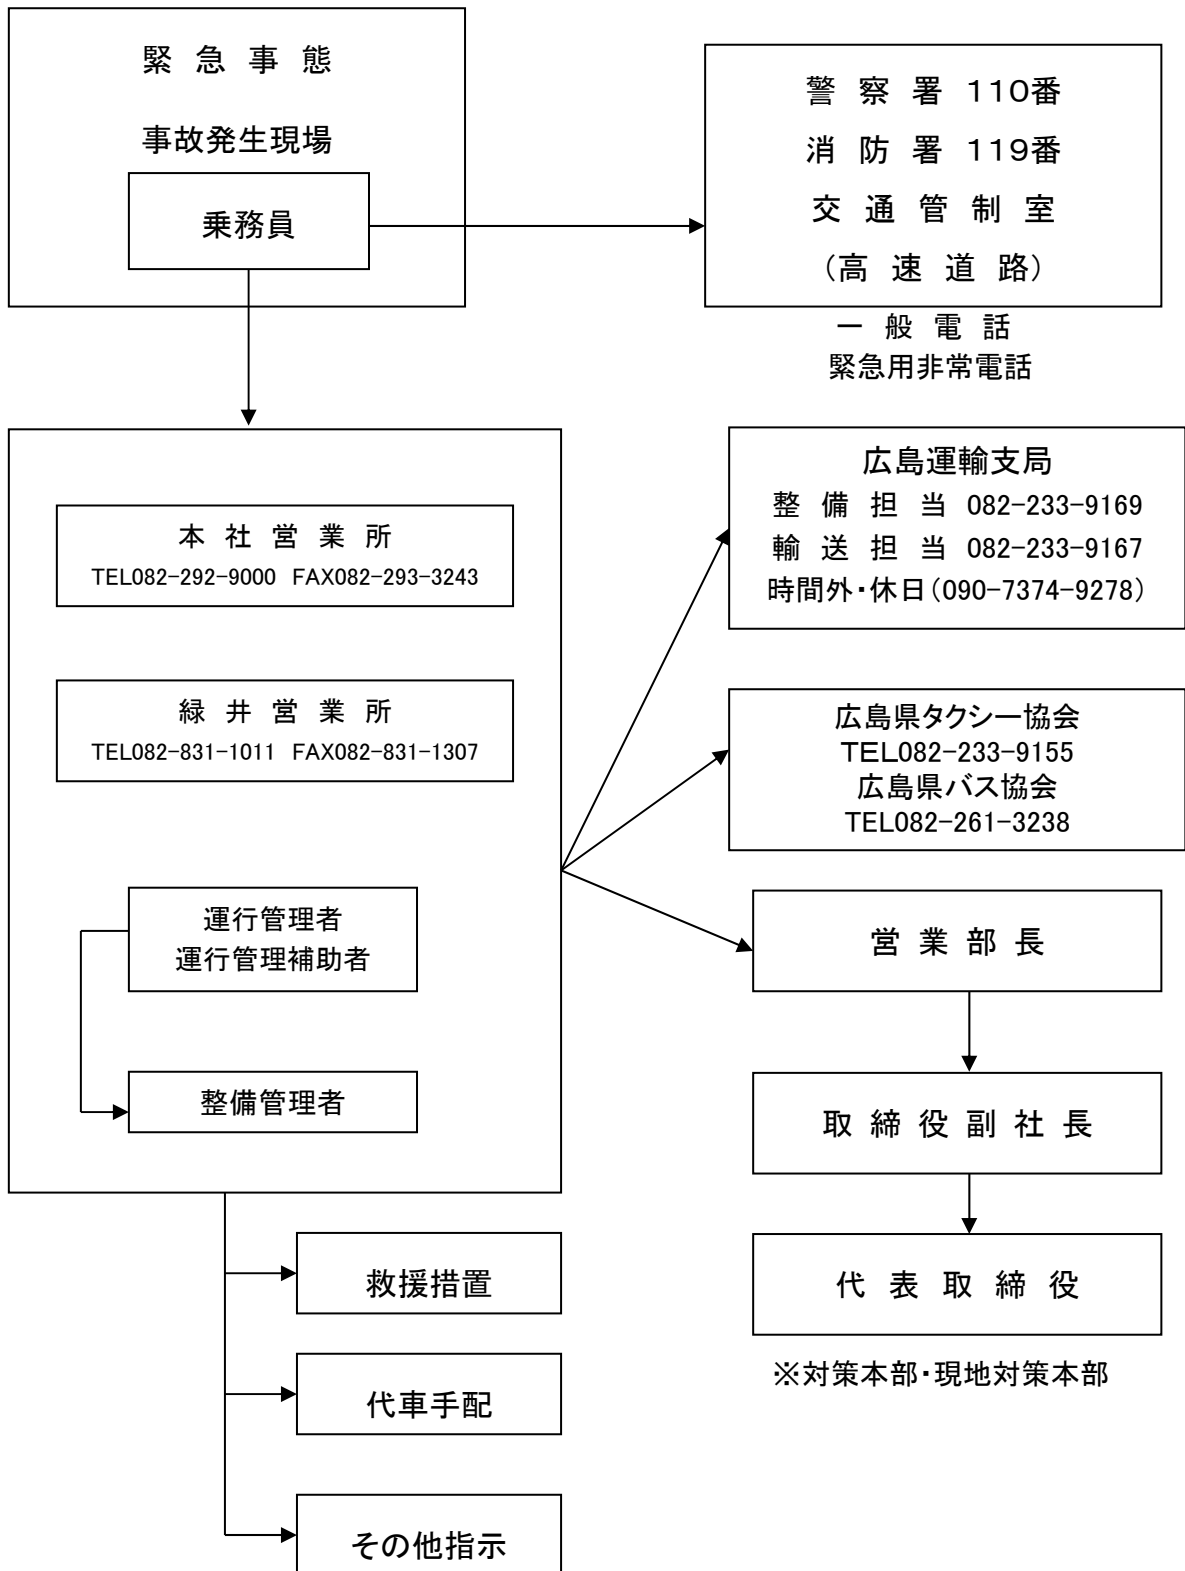 緊急事態
事故発生現場
乗務員
警察署 110番
消防署 119番
交通管制室
(高速道路)
一般電話
緊急用非常電話
本社営業所
TEL082-292-9000 FAX082-293-3243
緑井営業所
TEL082-831-1011 FAX082-831-1307
運行管理者
運行管理補助者
整備管理者
広島運輸支局
整備担当 082-233-9169
輸送担当 082-233-9167
時間外・休日(090-7374-9278)
広島県タクシー協会
TEL082-233-9155
広島県バス協会
TEL082-261-3238
営業部長
取締役副社長
代表取締役
※対策本部・現地対策本部
救援措置
代車手配
その他指示